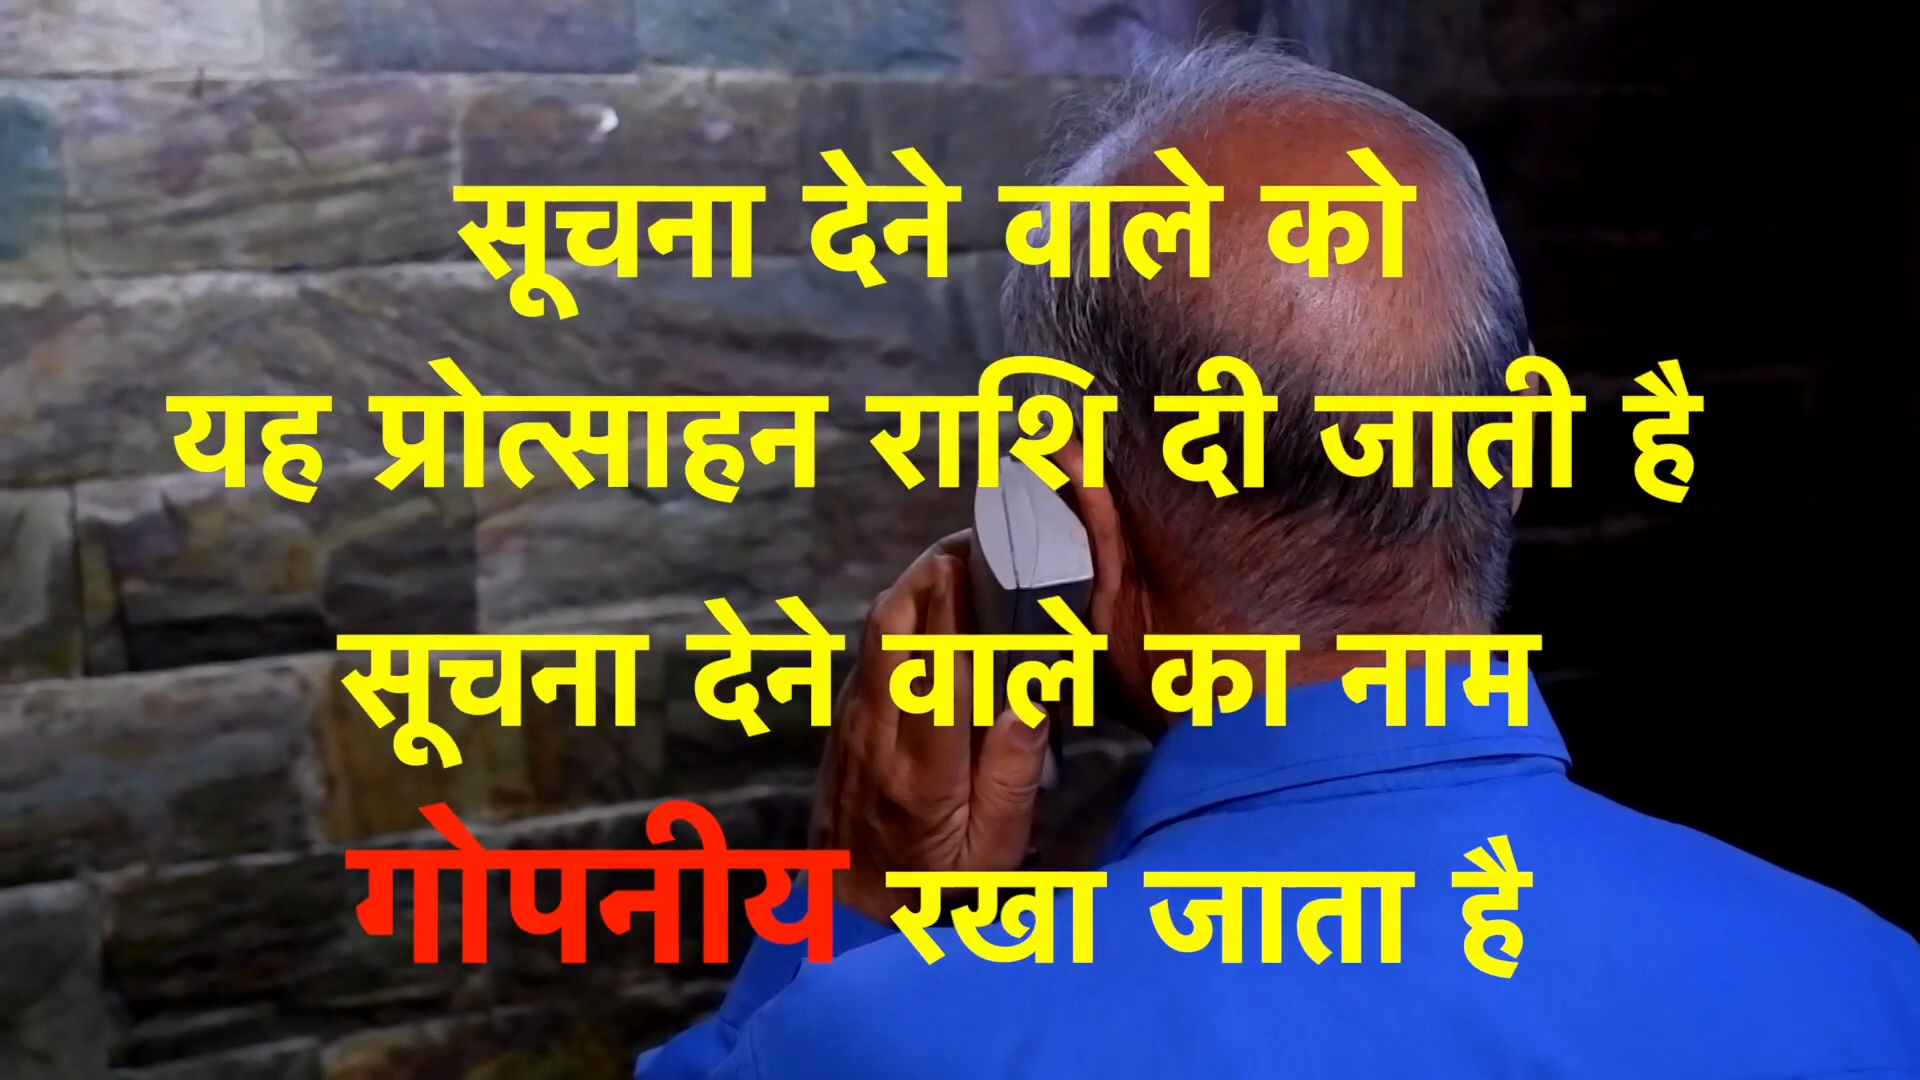 सूचना देने वाले को
यह प्रोत्साहन राशि दी जाती है
सूचना देने वाले का नाम
गोपनीय रखा जाता है